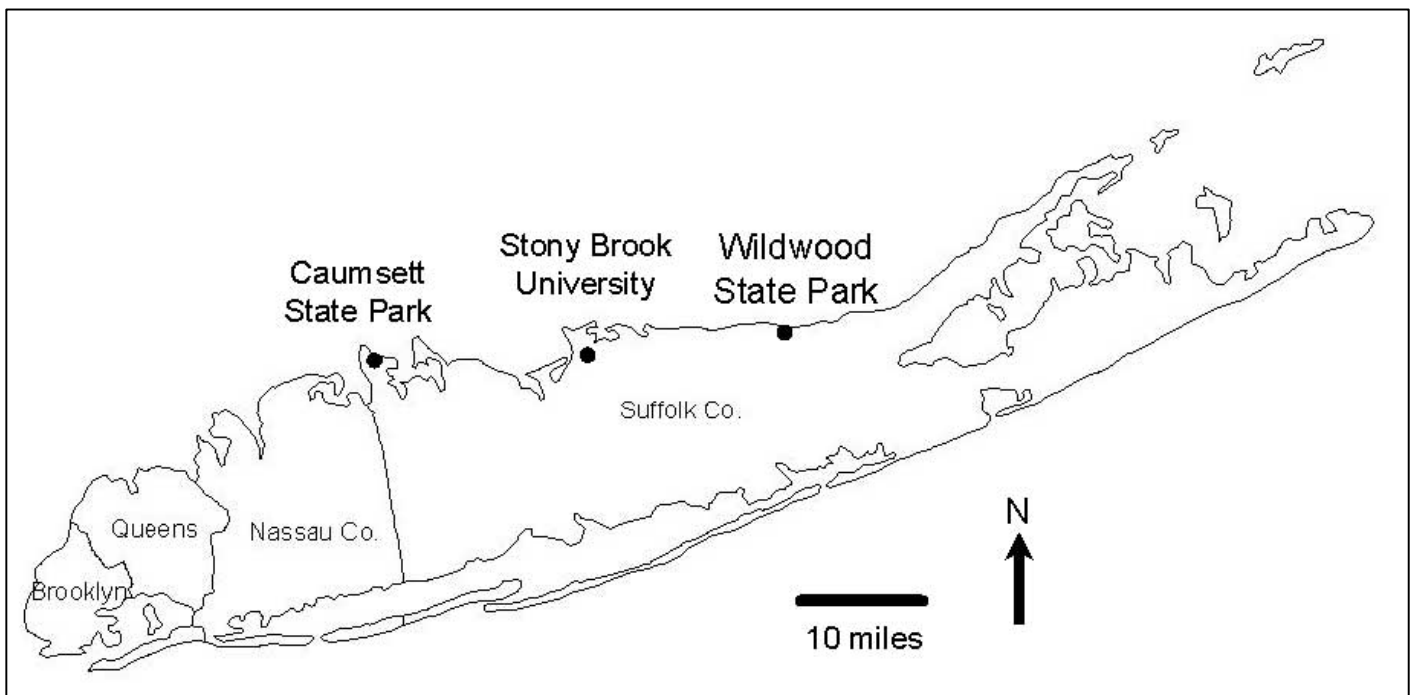 Caumsett
State Park
Stony Brook
University
Wildwood
State Park
Suffolk Co.
Queens
Nassau Co.
Brooklyn
N
10 miles